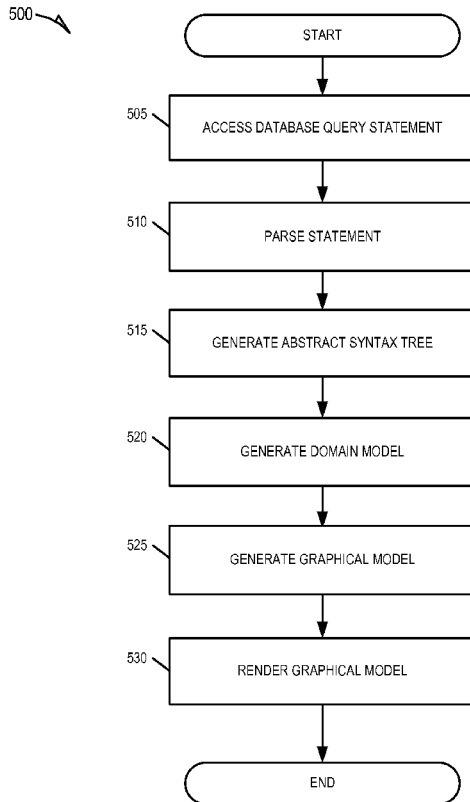 500
START
505
ACCESS DATABASE QUERY STATEMENT
510
PARSE STATEMENT
515
GENERATE ABSTRACT SYNTAX TREE
520
GENERATE DOMAIN MODEL
525
GENERATE GRAPHICAL MODEL
530
RENDER GRAPHICAL MODEL
END